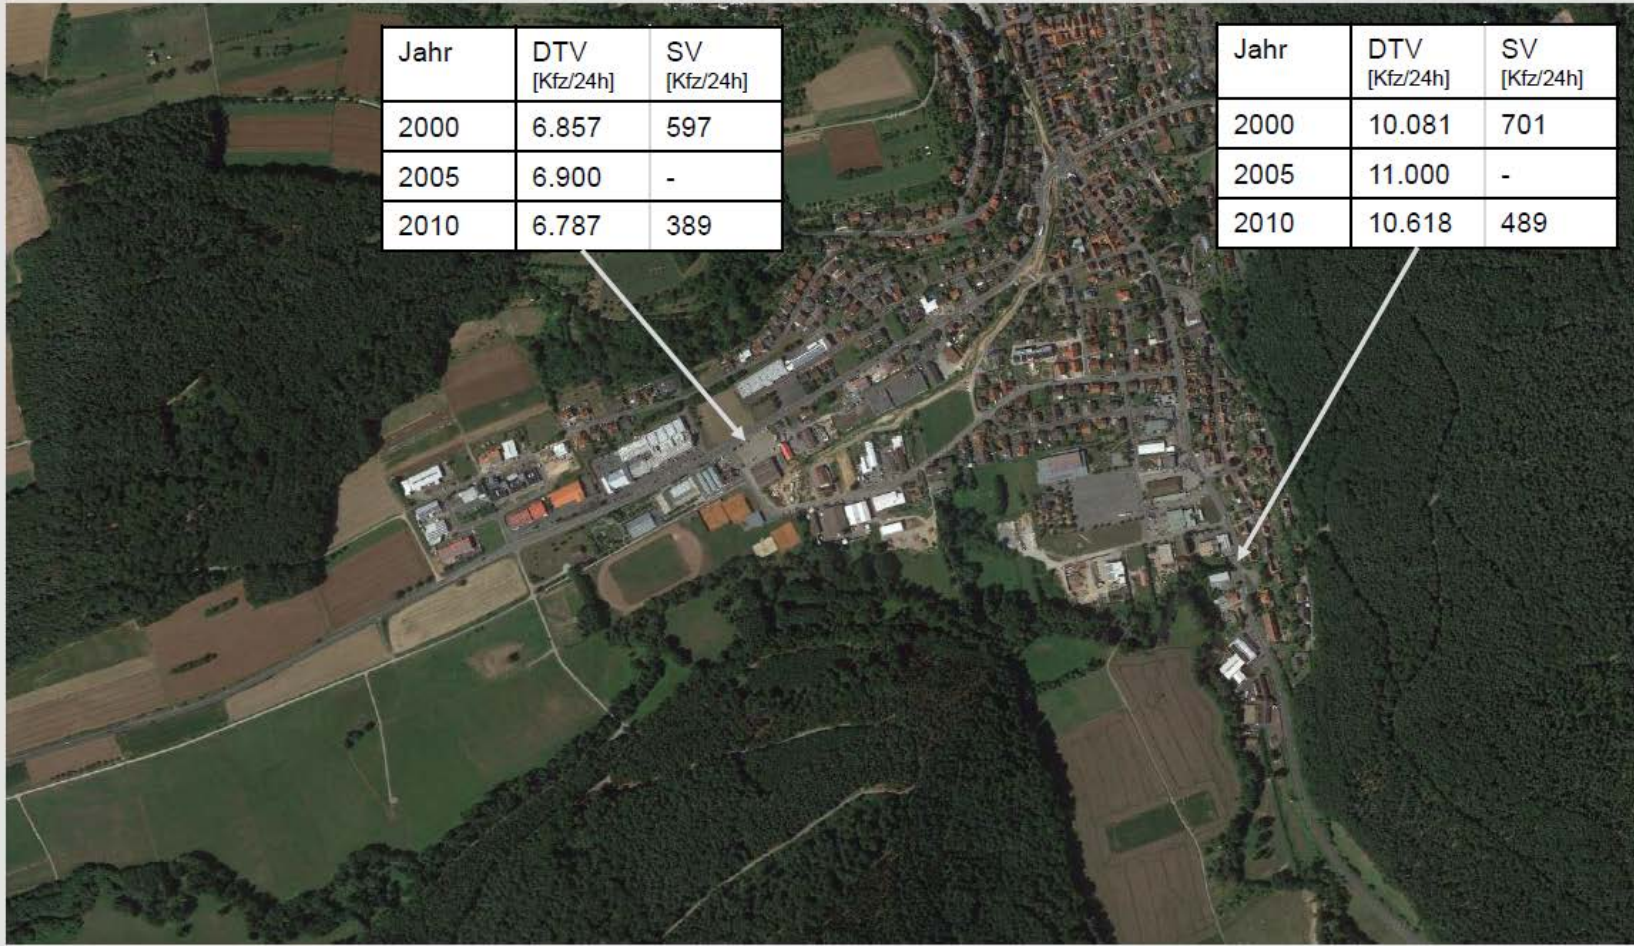 Jahr DTV SV
[Kfz/24h] [Kfz/24h]
2000 6.857 597
2005 6.900 -
2010 6.787 389
Jahr DTV SV
[Kfz/24h] [Kfz/24h]
2000 10.081 701
2005 11.000 -
2010 10.618 489